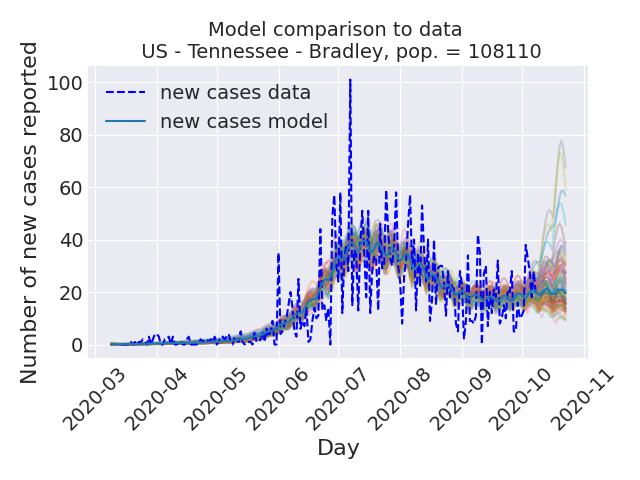 Model comparison to data
US - Tennessee - Bradley, pop. = 108110
Number of new cases reported
100
80
60
40
20
0
new cases data
new cases model
2020-03
2020-04
2020-05
2020-06
2020-07
2020-08
2020-09
2020-10
2020-11
Day